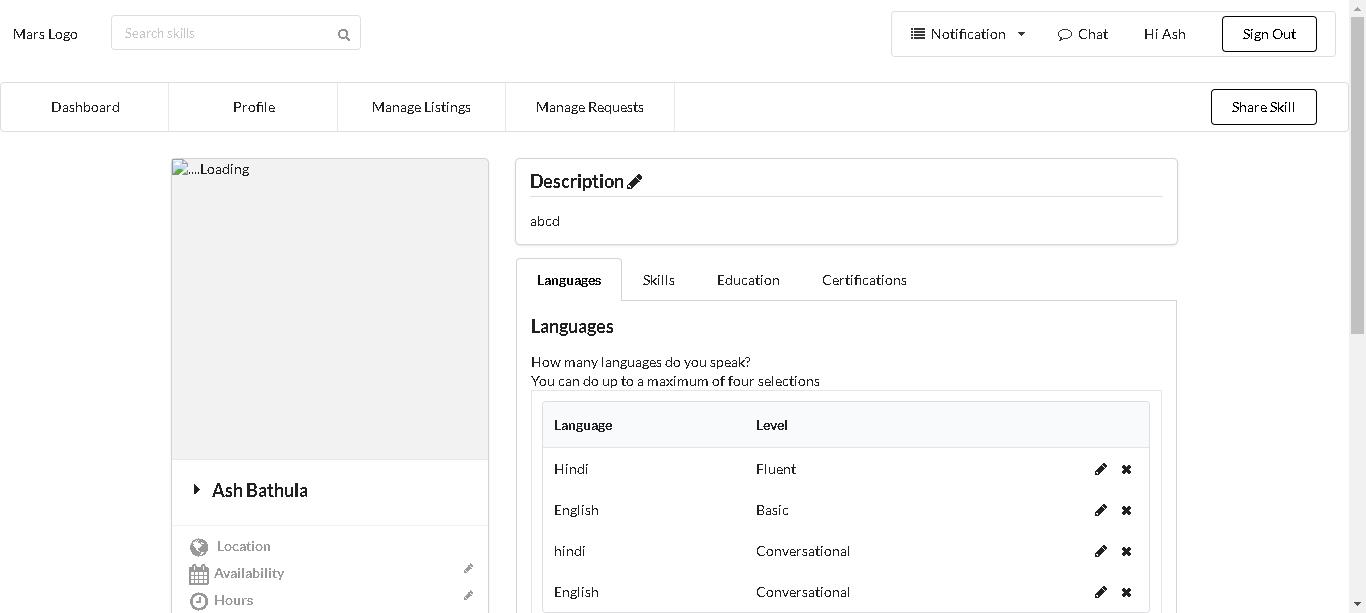 Mars Logo
Search skills
Notification
Chat
Hi Ash
Sign Out
Dashboard
Profile
Manage Listings
Manage Requests
Share Skill
....Loading
Ash Bathula
Location
Availability
Hours
Description
abcd
Languages
Skills
Education
Certifications
Languages
How many languages do you speak?
You can do up to a maximum of four selections
Language Level
Hindi Fluent
English Basic
hindi Conversational
English Conversational